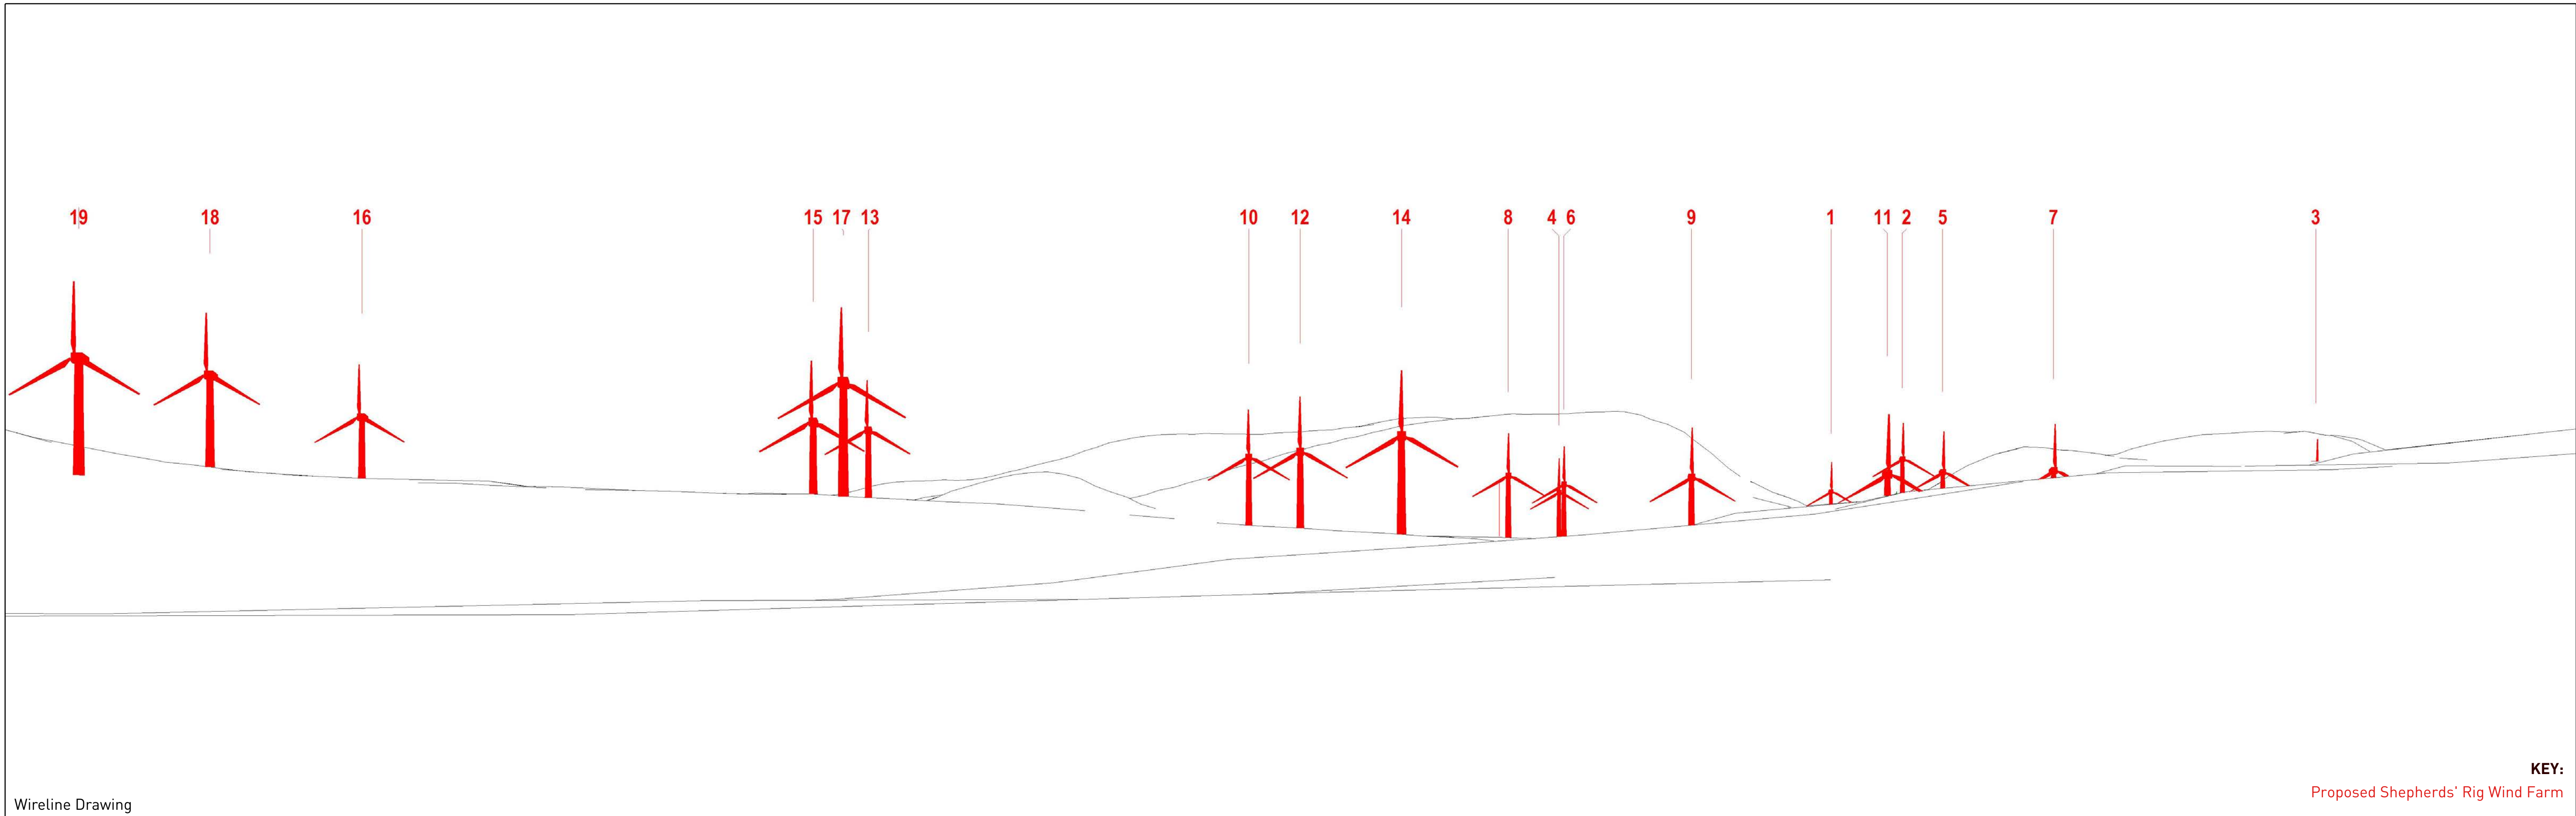 19 18 16 15 17 13 10 12 14 8 4 6 9 1 11 2 5 7 3
KEY:
Proposed Shepherds' Rig Wind Farm
Wireline Drawing